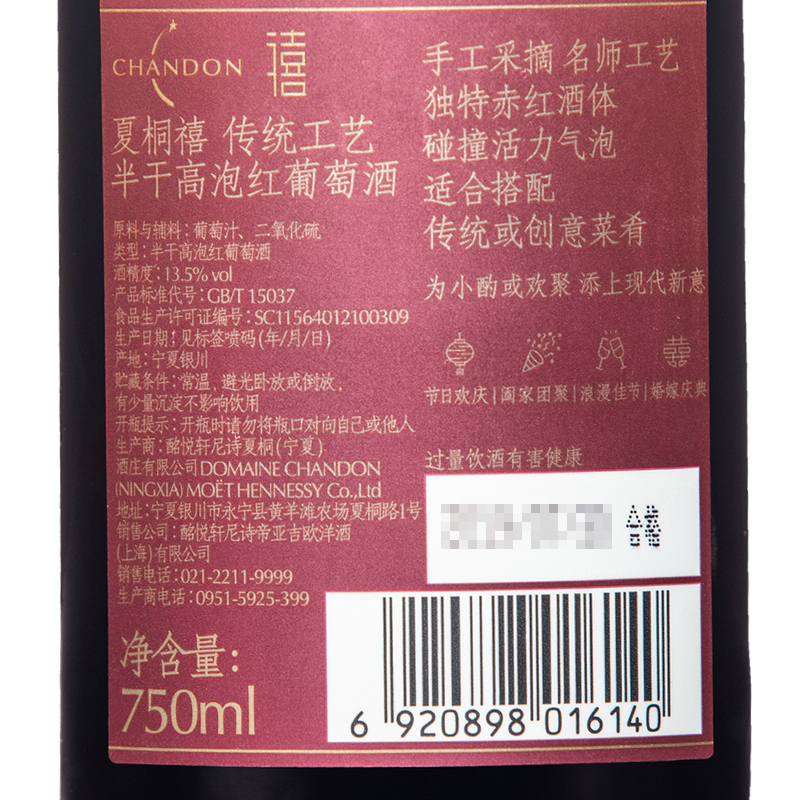 CHANDON 禧
夏桐禧 传统工艺
半干高泡红葡萄酒
原料与辅料：葡萄汁、二氧化硫
类型：半干高泡红葡萄酒
酒精度：13.5% vol
产品标准代号：GB/T 15037
食品生产许可证编号：SC11564012100309
生产日期：见标签喷码(年/月/日)
产地：宁夏银川
贮藏条件：常温，避光卧放或倒放，
有少量沉淀不影响饮用
开瓶提示：开瓶时请勿将瓶口对向自己或他人
生产商：酩悦轩尼诗夏桐(宁夏)
酒庄有限公司DOMAINE CHANDON
(NINGXIA) MOËT HENNESSY Co.,Ltd
地址：宁夏银川市永宁县黄羊滩农场夏桐路1号
销售公司：酩悦轩尼诗帝亚吉欧洋酒
(上海)有限公司
销售电话：021-2211-9999
生产商电话：0951-5925-399
净含量：
750ml
手工采摘 名师工艺
独特赤红酒体
碰撞活力气泡
适合搭配
传统或创意菜肴
为小酌或欢聚 添上现代新意
囍
节日欢庆|阖家团聚|浪漫佳节|婚嫁庆典
过量饮酒有害健康
合格
6 920898 016140